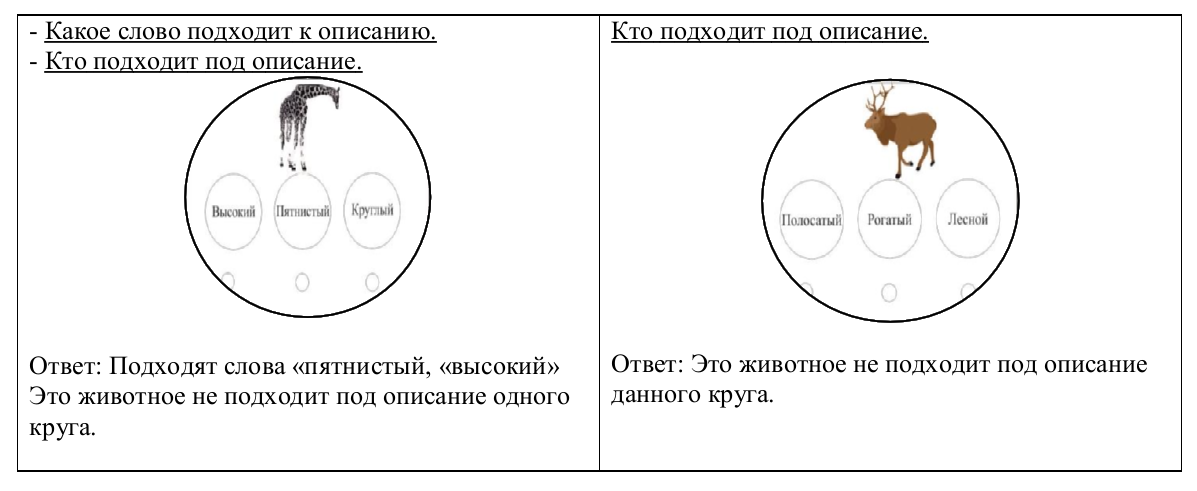 - Какое слово подходит к описанию.
- Кто подходит под описание.
Высокий
Пятнистый
Круглый
Ответ: Подходят слова «пятнистый, «высокий»
Это животное не подходит под описание одного
круга.
Кто подходит под описание.
Полосатый
Рогатый
Лесной
Ответ: Это животное не подходит под описание
данного круга.